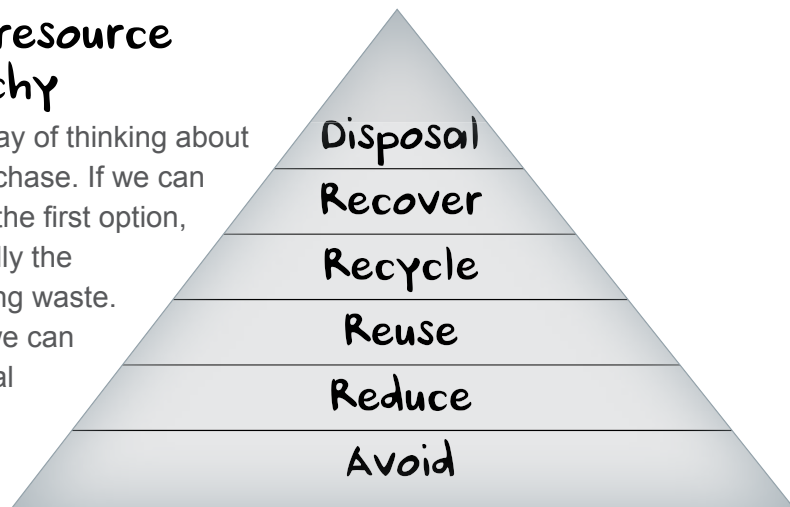 resource
chy
ay of thinking about
chase. If we can
the first option,
lly the
ng waste.
we can
al
Disposal
Recover
Recycle
Reuse
Reduce
Avoid